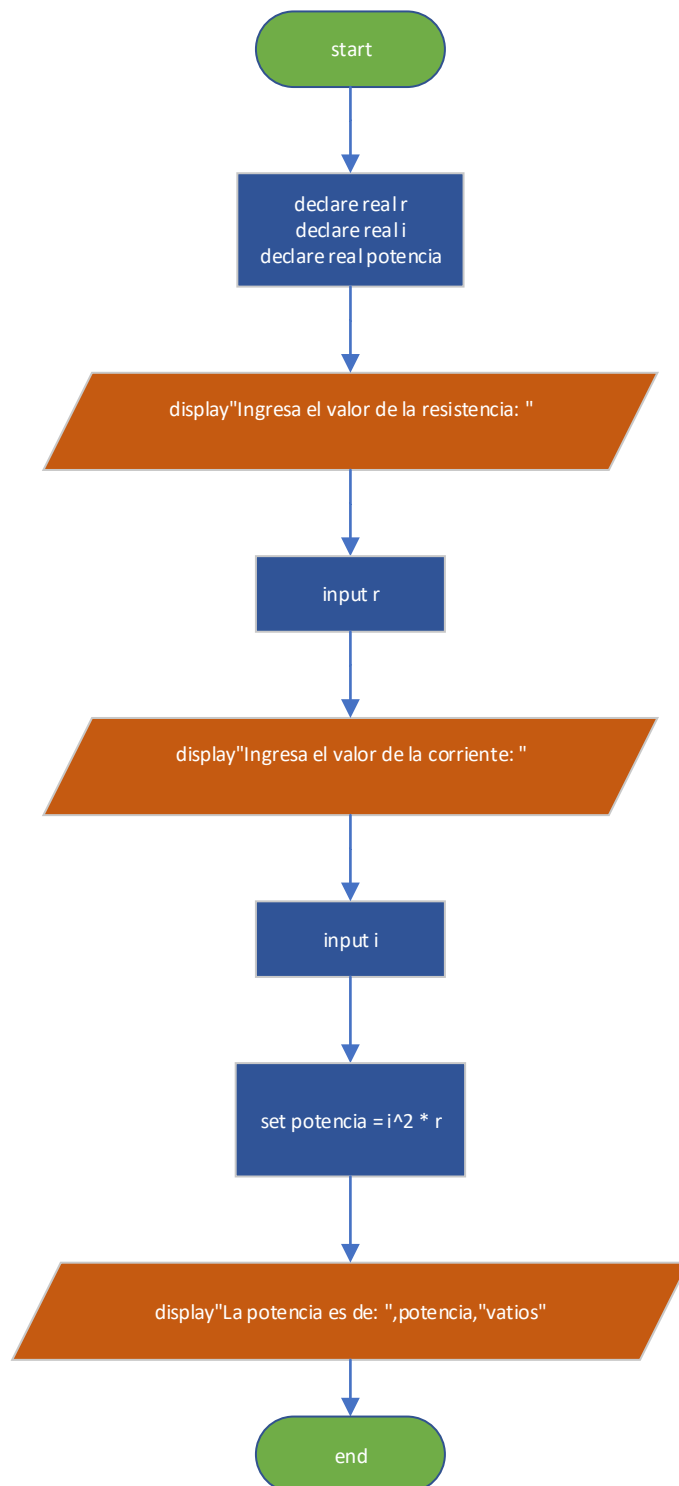 start
declare real r
declare real i
declare real potencia
display"Ingresa el valor de la resistencia: "
input r
display"Ingresa el valor de la corriente: "
input i
set potencia = i^2 * r
display"La potencia es de: ",potencia,"vatios"
end